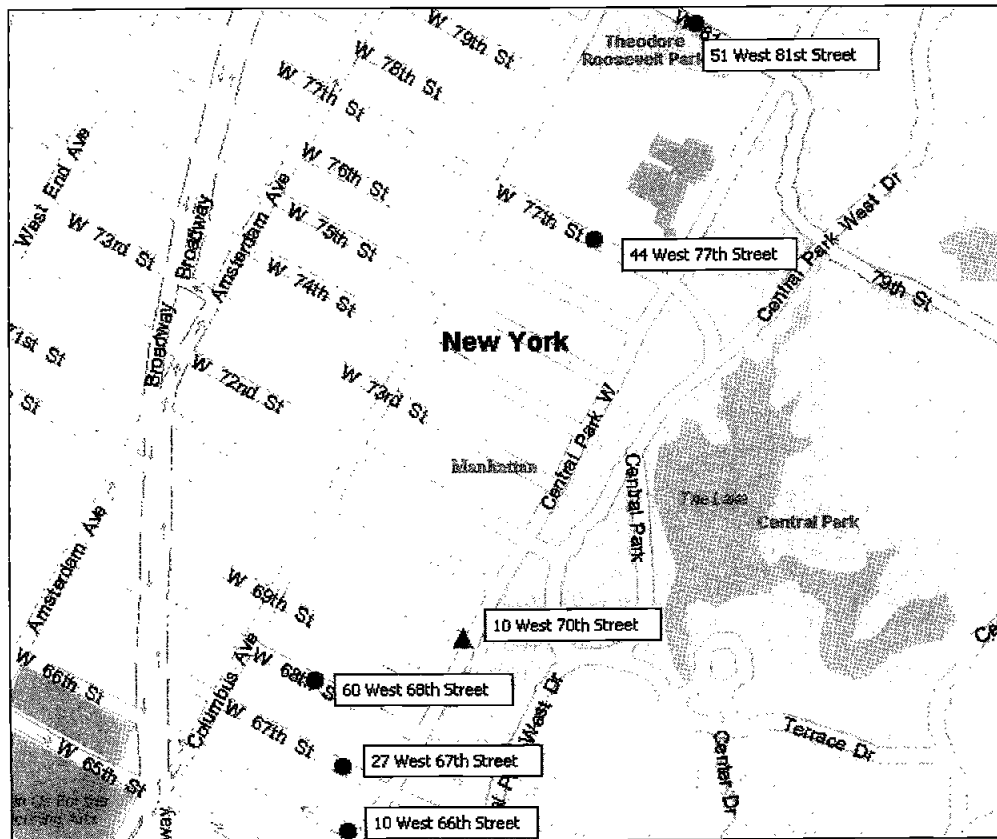 W 79th St
W 78th St
W 77th St
Theodore
Roosevelt Park
51 West 81st Street
West End Ave
W 76th St
Amsterdam Ave
W 75th St
W 77th St
44 West 77th Street
Central Park West Dr
79th St
W 73rd St
Broadway
W 74th St
Broadway
71st St
St
W 72nd St
W 73rd St
New York
Central Park W
Manhattan
Central Park
The Lake
Central Park
Amsterdam Ave
W 69th St
10 West 70th Street
W 66th St
Columbus Ave
W 68th St
60 West 68th Street
W 67th St
27 West 67th Street
West Dr
Terrace Dr
Center Dr
W 65th St
10 West 66th Street